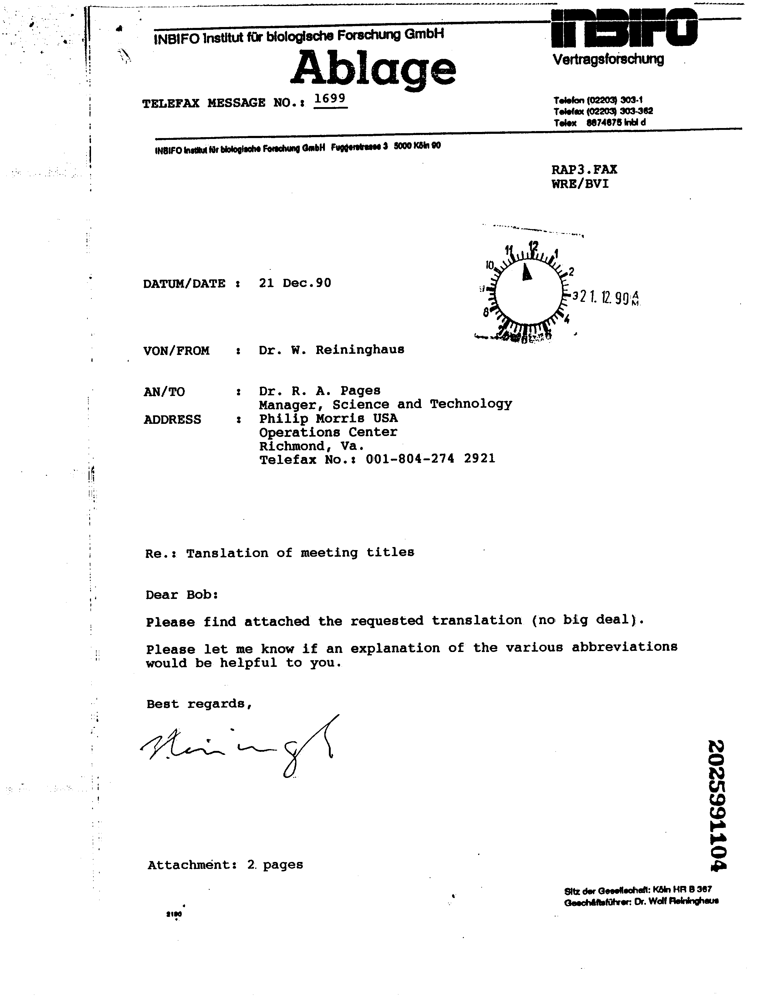 INBIFO Institut für biologische Forschung GmbH
INBIFO
Ablage
Vertragsforschung
TELEFAX MESSAGE NO.: 1699
Telefon (02203) 303-1
Telefax (02203) 303-362
Telex 8874675 inbi d
INBIFO Institut für biologische Forschung GmbH Fuggerstrasse 3 5000 Köln 90
RAP3.FAX
WRE/BVI
11 12 1
10 2
9 3 21. 12. 90 A M
8 4
DATUM/DATE : 21 Dec.90
VON/FROM : Dr. W. Reininghaus
AN/TO : Dr. R. A. Pages
Manager, Science and Technology
ADDRESS : Philip Morris USA
Operations Center
Richmond, Va.
Telefax No.: 001-804-274 2921
Re.: Tanslation of meeting titles
Dear Bob:
Please find attached the requested translation (no big deal).
Please let me know if an explanation of the various abbreviations
would be helpful to you.
Best regards,
2025991104
Attachment: 2 pages
Sitz der Gesellschaft: Köln HR B 367
Geschäftsführer: Dr. Wolf Reininghaus
2190